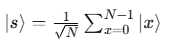 |s⟩ = 1/√N ∑_{x=0}^{N−1} |x⟩